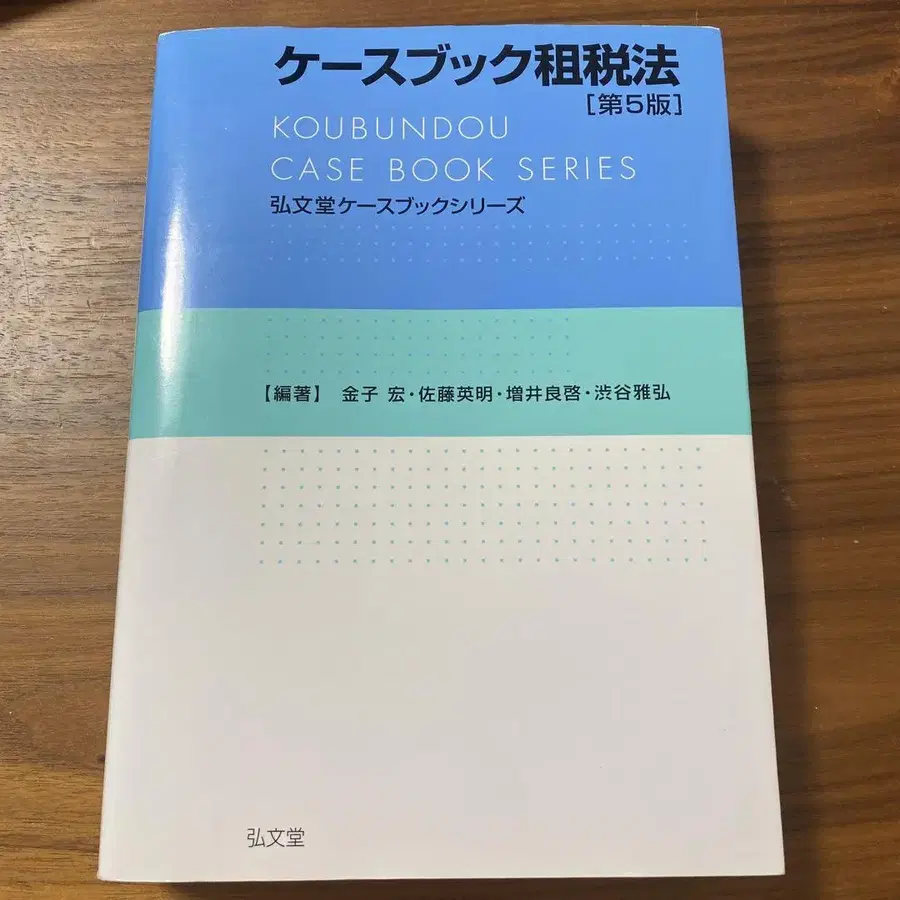 ケースブック租税法
[第5版]
KOUBUNDOU
CASE BOOK SERIES
弘文堂ケースブックシリーズ
【編著】 金子 宏・佐藤英明・増井良啓・渋谷雅弘
弘文堂